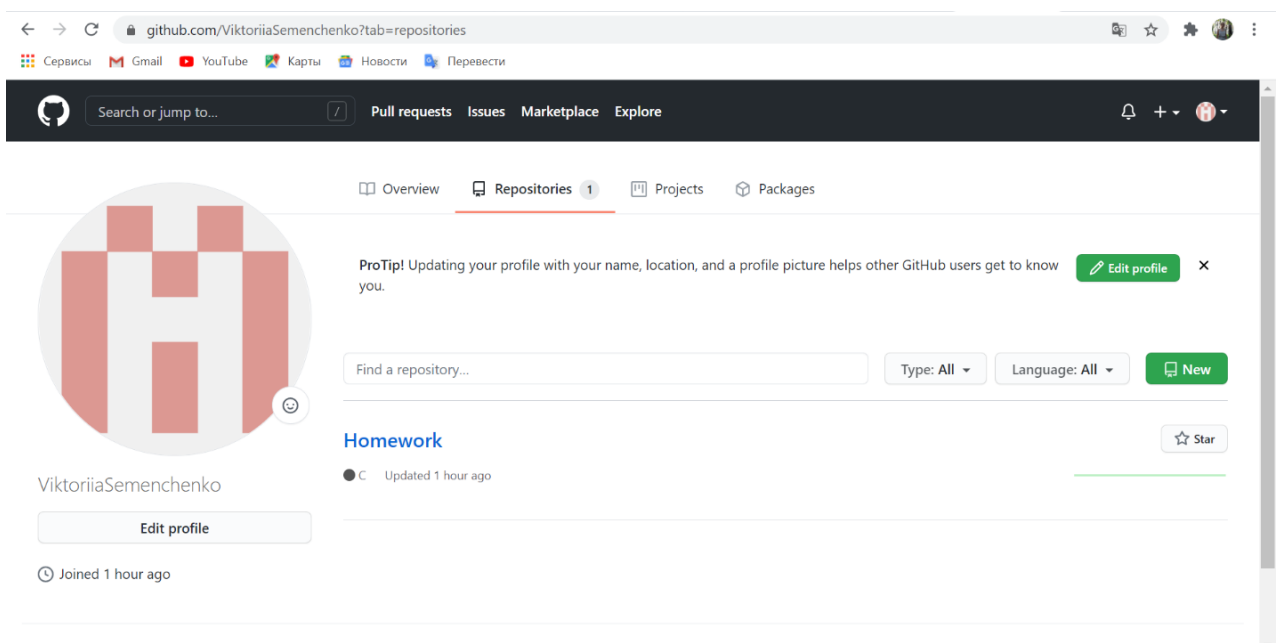 github.com/ViktoriiaSemenchenko?tab=repositories
Сервисы Gmail YouTube Карты Новости Перевести
Search or jump to... / Pull requests Issues Marketplace Explore
Overview Repositories 1 Projects Packages
ProTip! Updating your profile with your name, location, and a profile picture helps other GitHub users get to know
you.
Edit profile
Find a repository... Type: All Language: All New
Homework Star
C Updated 1 hour ago
ViktoriiaSemenchenko
Edit profile
Joined 1 hour ago